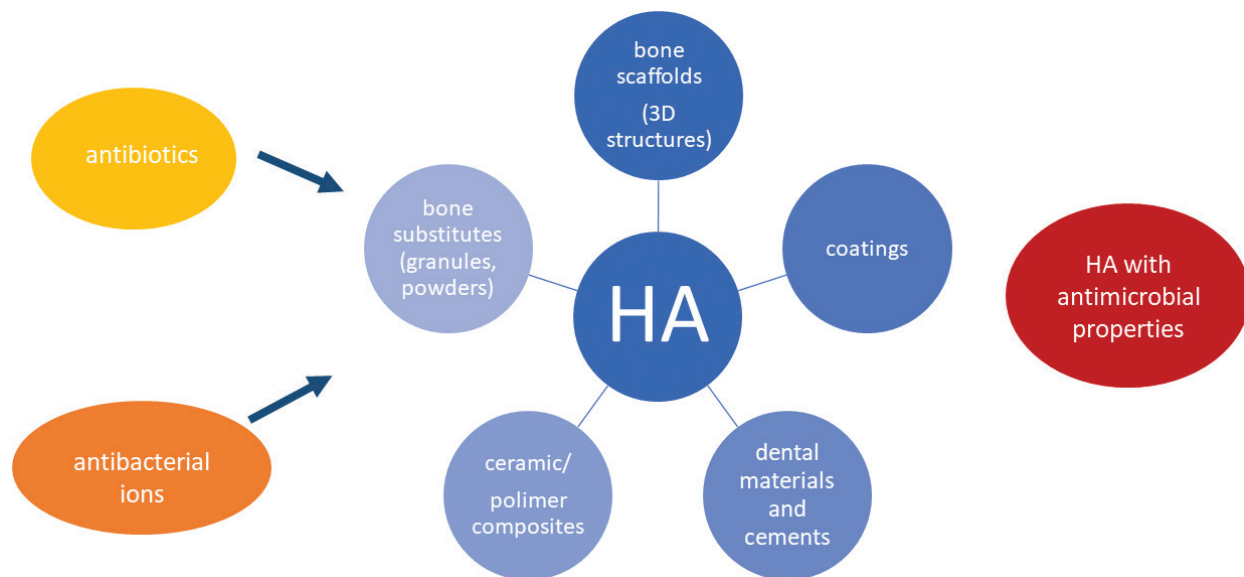 bone
scaffolds
(3D
structures)
antibiotics
bone
substitutes
(granules,
powders)
coatings
HA
HA with
antimicrobial
properties
antibacterial
ions
ceramic/
polimer
composites
dental
materials
and
cements